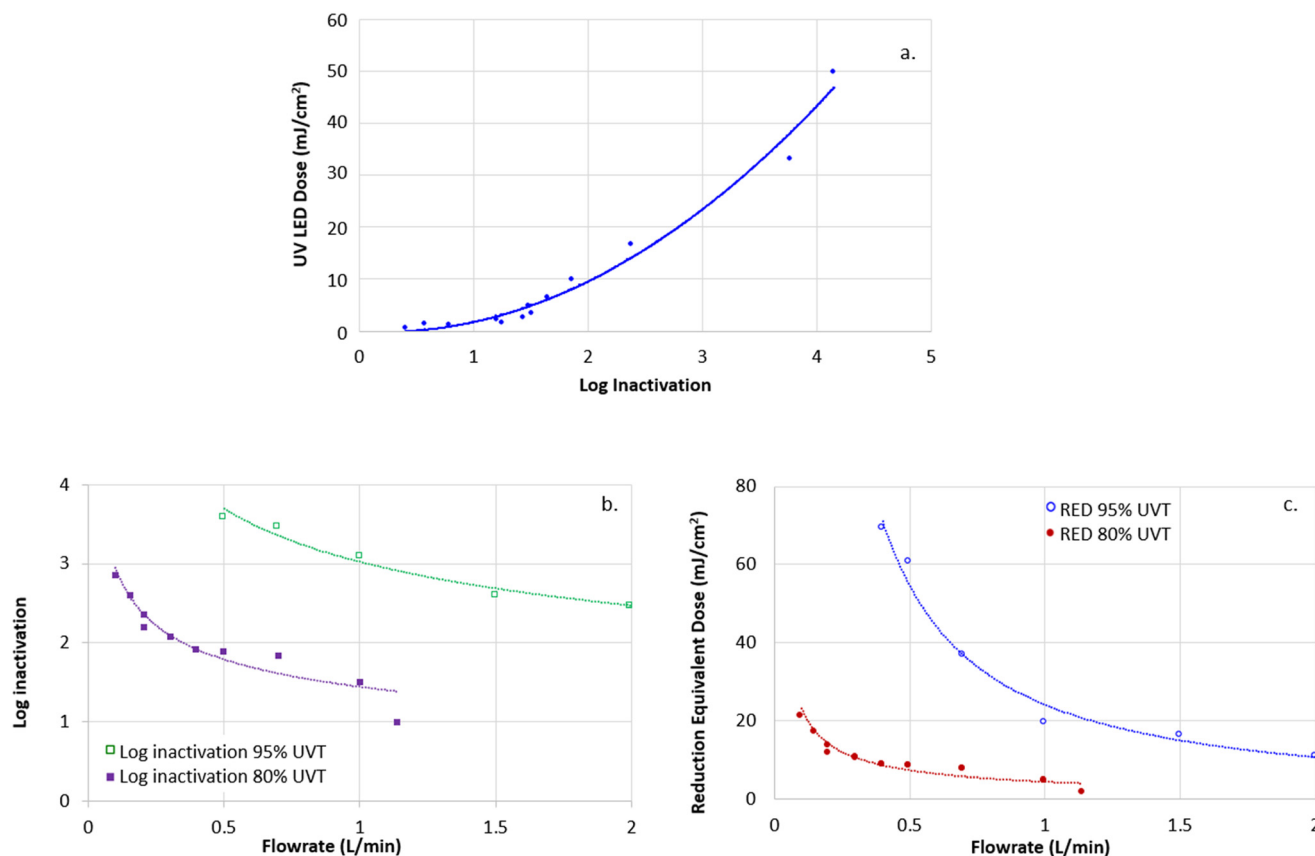 a.
UV LED Dose (mJ/cm²)
60
50
40
30
20
10
0
0 1 2 3 4 5
Log Inactivation
b.
Log inactivation
4
3
2
1
0
Log inactivation 95% UVT
Log inactivation 80% UVT
0 0.5 1 1.5 2
Flowrate (L/min)
c.
Reduction Equivalent Dose (mJ/cm²)
80
60
40
20
0
RED 95% UVT
RED 80% UVT
0 0.5 1 1.5 2
Flowrate (L/min)